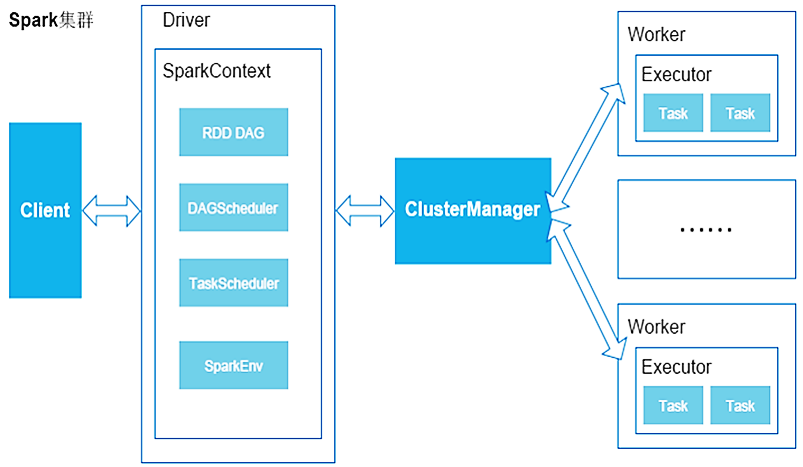 Spark集群
Client
Driver
SparkContext
RDD DAG
DAGScheduler
TaskScheduler
SparkEnv
ClusterManager
Worker
Executor
Task Task
······
Worker
Executor
Task Task